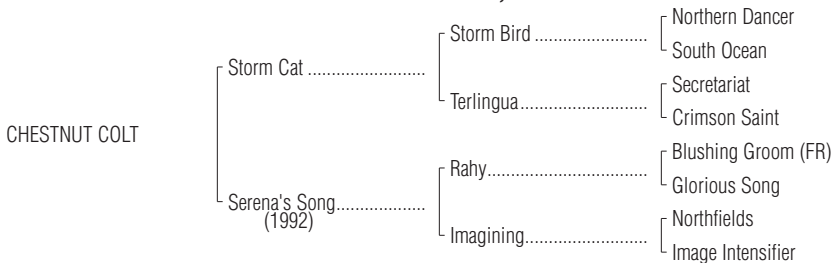 Northern Dancer
Storm Bird ..............................
South Ocean
Storm Cat .........................
Secretariat
Terlingua..................................
Crimson Saint
CHESTNUT COLT
Blushing Groom (FR)
Rahy..........................................
Glorious Song
Serena's Song...................
(1992)
Northfields
Imagining................................
Image Intensifier